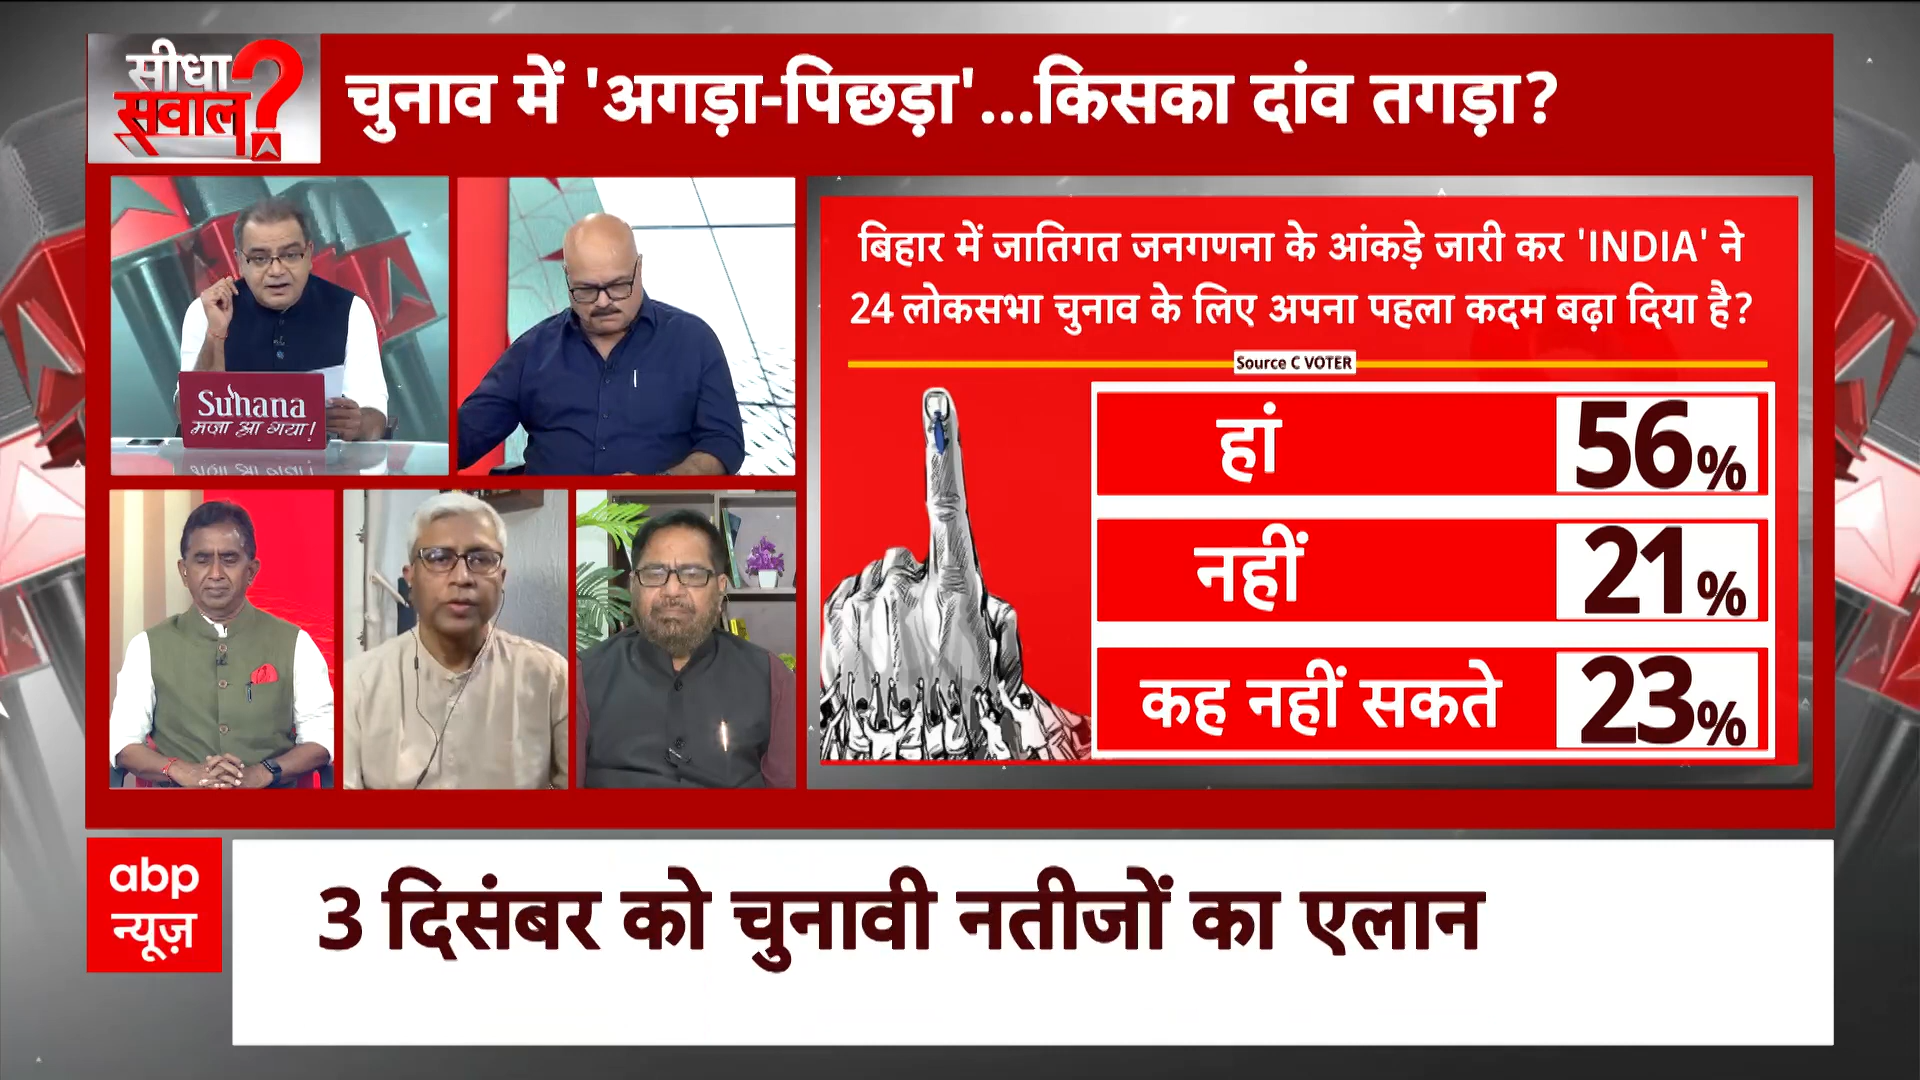 सीधा
सवाल ?
चुनाव में 'अगड़ा-पिछड़ा'...किसका दांव तगड़ा?
Suhana
मज़ा आ गया!
बिहार में जातिगत जनगणना के आंकड़े जारी कर 'INDIA' ने
24 लोकसभा चुनाव के लिए अपना पहला कदम बढ़ा दिया है?
Source C VOTER
हां 56%
नहीं 21%
कह नहीं सकते 23%
abp
न्यूज़
3 दिसंबर को चुनावी नतीजों का एलान